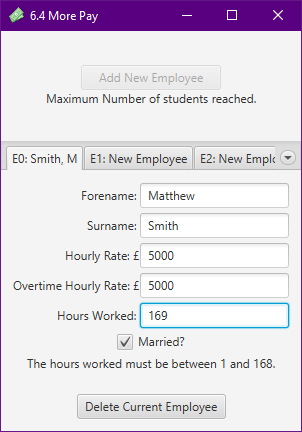 6.4 More Pay
Add New Employee
Maximum Number of students reached.
E0: Smith, M E1: New Employee E2: New Emplo
Forename: Matthew
Surname: Smith
Hourly Rate: £ 5000
Overtime Hourly Rate: £ 5000
Hours Worked: 169
Married?
The hours worked must be between 1 and 168.
Delete Current Employee